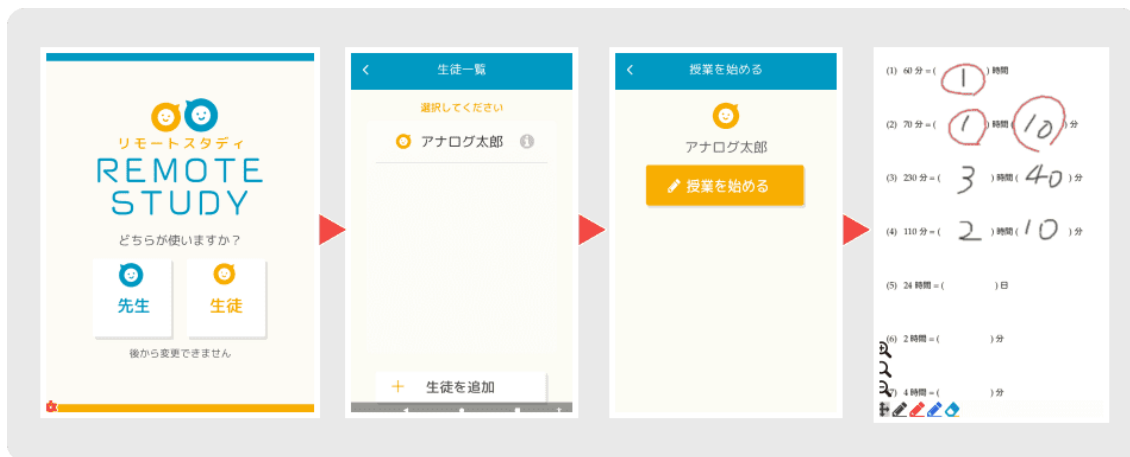 リモートスタディ
REMOTE
STUDY
どちらが使いますか?
先生 生徒
後から変更できません
生徒一覧
選択してください
アナログ太郎
生徒を追加
授業を始める
アナログ太郎
授業を始める
(1) 60 分 = ( 1 ) 時間
(2) 70 分 = ( 1 ) 時間 ( 10 ) 分
(3) 230 分 = ( 3 ) 時間 ( 40 ) 分
(4) 110 分 = ( 2 ) 時間 ( 10 ) 分
(5) 24 時間 = ( ) 日
(6) 2 時間 = ( ) 分
(7) 4 時間 = ( ) 分